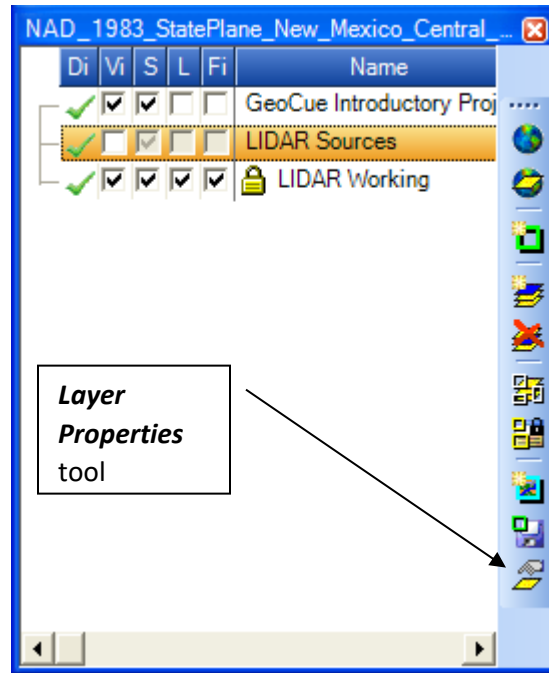 NAD_1983_StatePlane_New_Mexico_Central_...
Di Vi S L Fi Name
GeoCue Introductory Proj
LIDAR Sources
LIDAR Working
Layer
Properties
tool